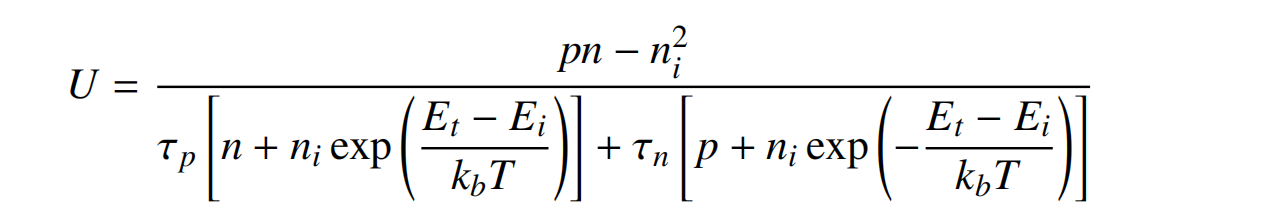 U = \frac{pn - n_i^2}{\tau_p \left[ n + n_i \exp \left( \frac{E_t - E_i}{k_b T} \right) \right] + \tau_n \left[ p + n_i \exp \left( -\frac{E_t - E_i}{k_b T} \right) \right]}